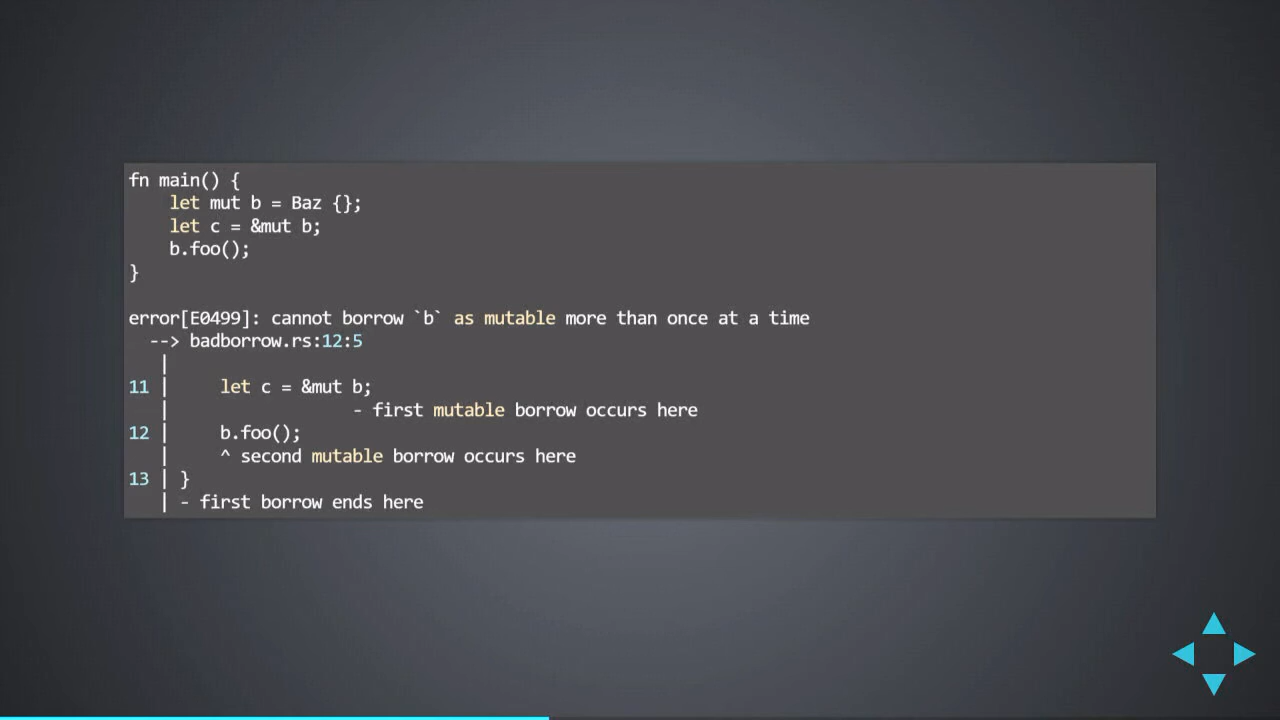 fn main() {
    let mut b = Baz {};
    let c = &mut b;
    b.foo();
}
error[E0499]: cannot borrow `b` as mutable more than once at a time
  --> badborrow.rs:12:5
   |
11 |     let c = &mut b;
   |                  - first mutable borrow occurs here
12 |     b.foo();
   |     ^ second mutable borrow occurs here
13 | }
   | - first borrow ends here